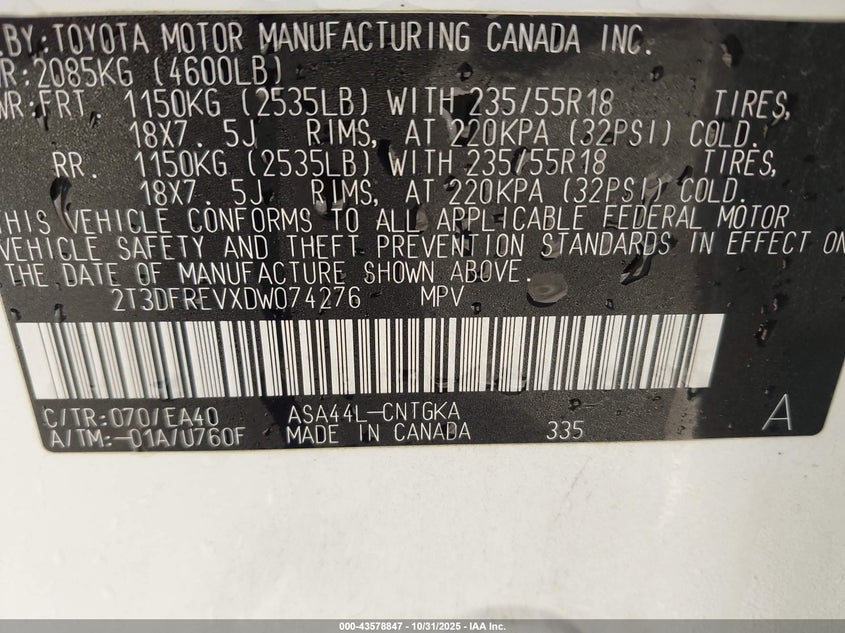 BY: TOYOTA MOTOR MANUFACTURING CANADA INC.
R: 2085KG (4600LB)
WR: FRT. 1150KG (2535LB) WITH 235/55R18 TIRES,
18X7. 5J RIMS, AT 220KPA (32PSI) COLD.
RR. 1150KG (2535LB) WITH 235/55R18 TIRES,
18X7. 5J RIMS, AT 220KPA (32PSI) COLD.
THIS VEHICLE CONFORMS TO ALL APPLICABLE FEDERAL MOTOR
VEHICLE SAFETY AND THEFT PREVENTION STANDARDS IN EFFECT ON
THE DATE OF MANUFACTURE SHOWN ABOVE.
2T3DFREVXDW074276 MPV
C/TR:070/EA40 ASA44L-CNTGKA A
A/TM:-01A/U760F MADE IN CANADA 335
000-43578847 - 10/31/2025 - IAA Inc.